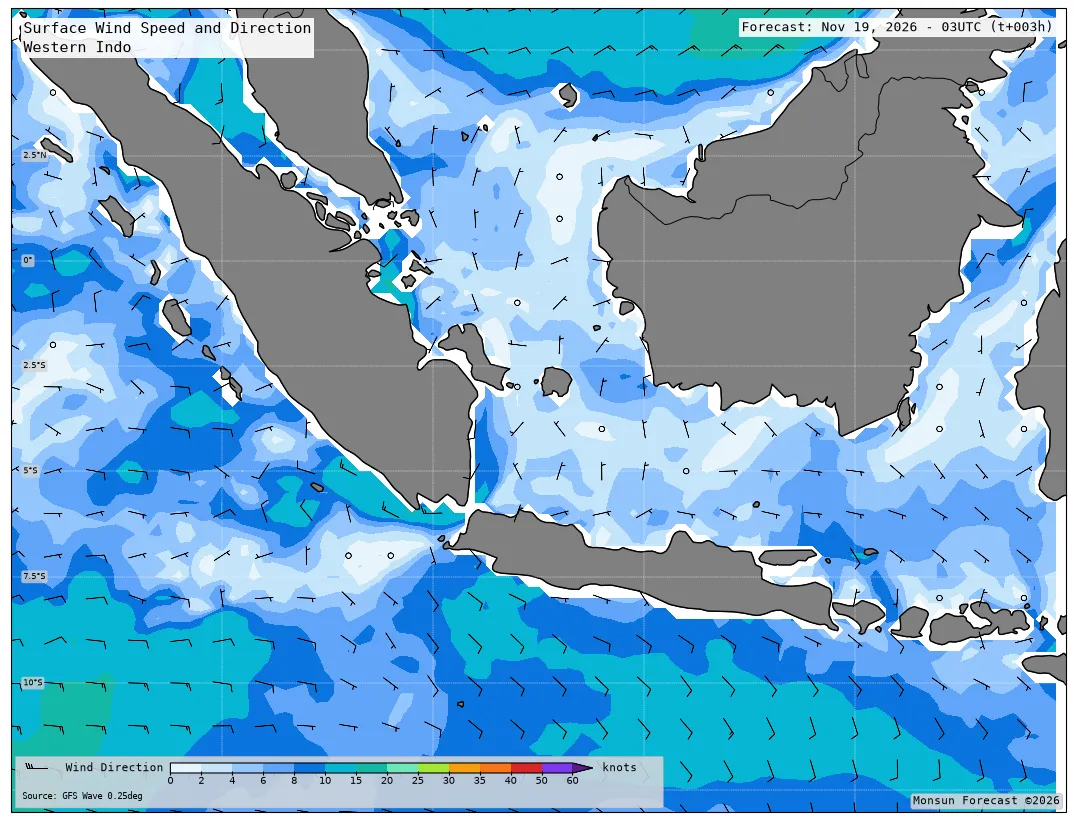 Surface Wind Speed and Direction
Western Indo
Forecast: Nov 19, 2026 - 03UTC (t+003h)
2.5°N
0°
2.5°S
5°S
7.5°S
10°S
Wind Direction
0 2 4 6 8 10 15 20 25 30 35 40 50 60
knots
Source: GFS Wave 0.25deg
Monsun Forecast ©2026